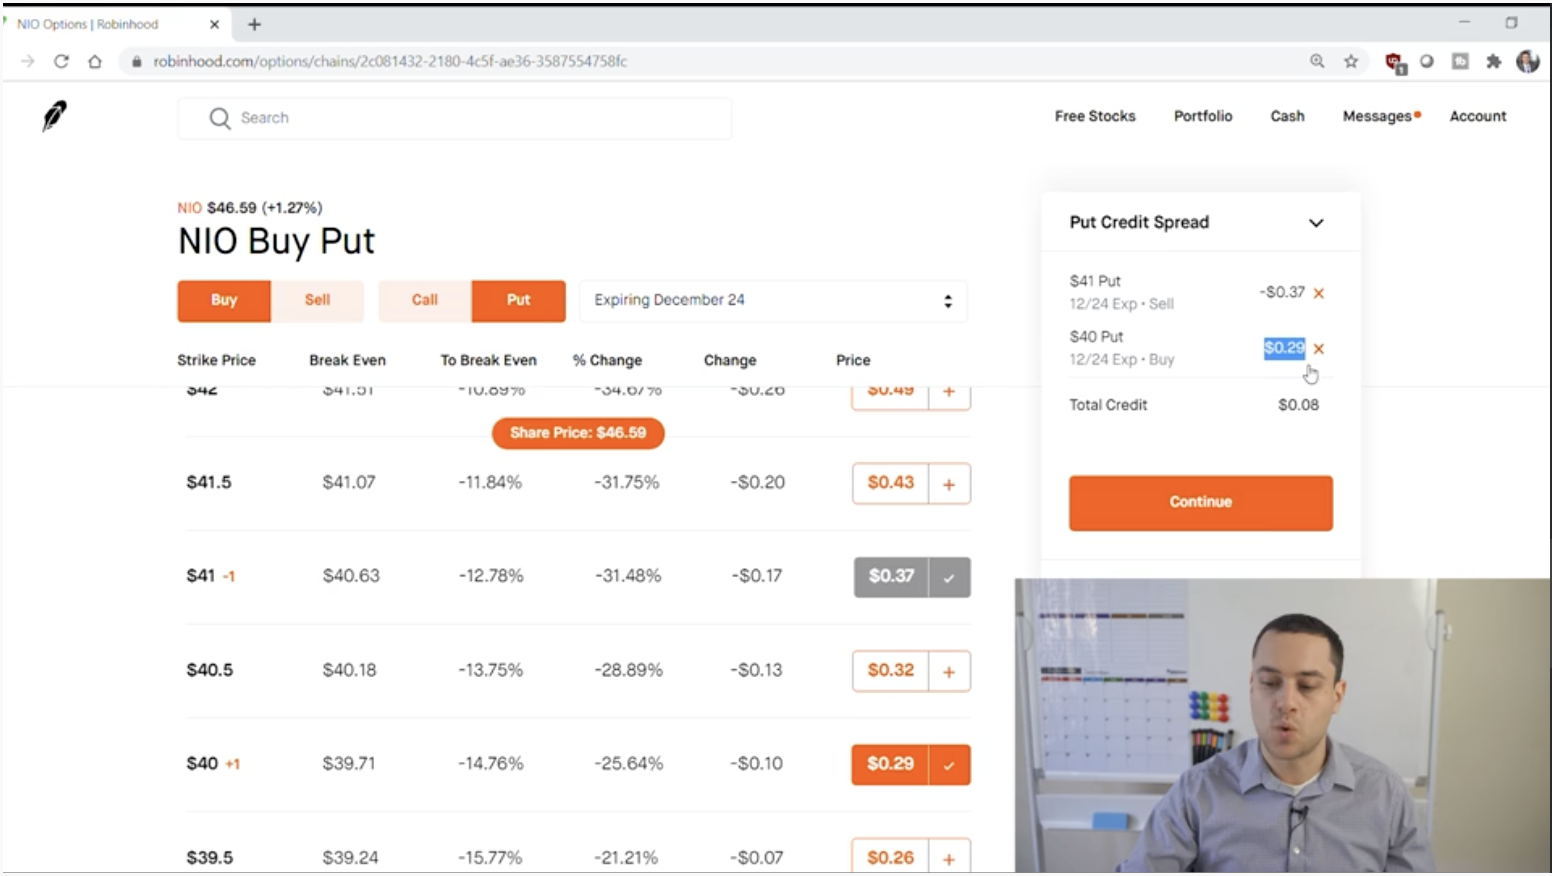 NIO Options | Robinhood
robinhood.com/options/chains/2c081432-2180-4c5f-ae36-3587554758fc
1
Search
Free Stocks Portfolio Cash Messages Account
NIO $46.59 (+1.27%)
NIO Buy Put
Buy Sell Call Put Expiring December 24
Strike Price Break Even To Break Even % Change Change Price
$42 $41.51 -10.89% -34.67% -$0.26 $0.49 +
Share Price: $46.59
$41.5 $41.07 -11.84% -31.75% -$0.20 $0.43 +
$41 -1 $40.63 -12.78% -31.48% -$0.17 $0.37
$40.5 $40.18 -13.75% -28.89% -$0.13 $0.32 +
$40 +1 $39.71 -14.76% -25.64% -$0.10 $0.29
$39.5 $39.24 -15.77% -21.21% -$0.07 $0.26 +
Put Credit Spread
$41 Put
12/24 Exp • Sell
-$0.37
$40 Put
12/24 Exp • Buy
$0.29
Total Credit $0.08
Continue